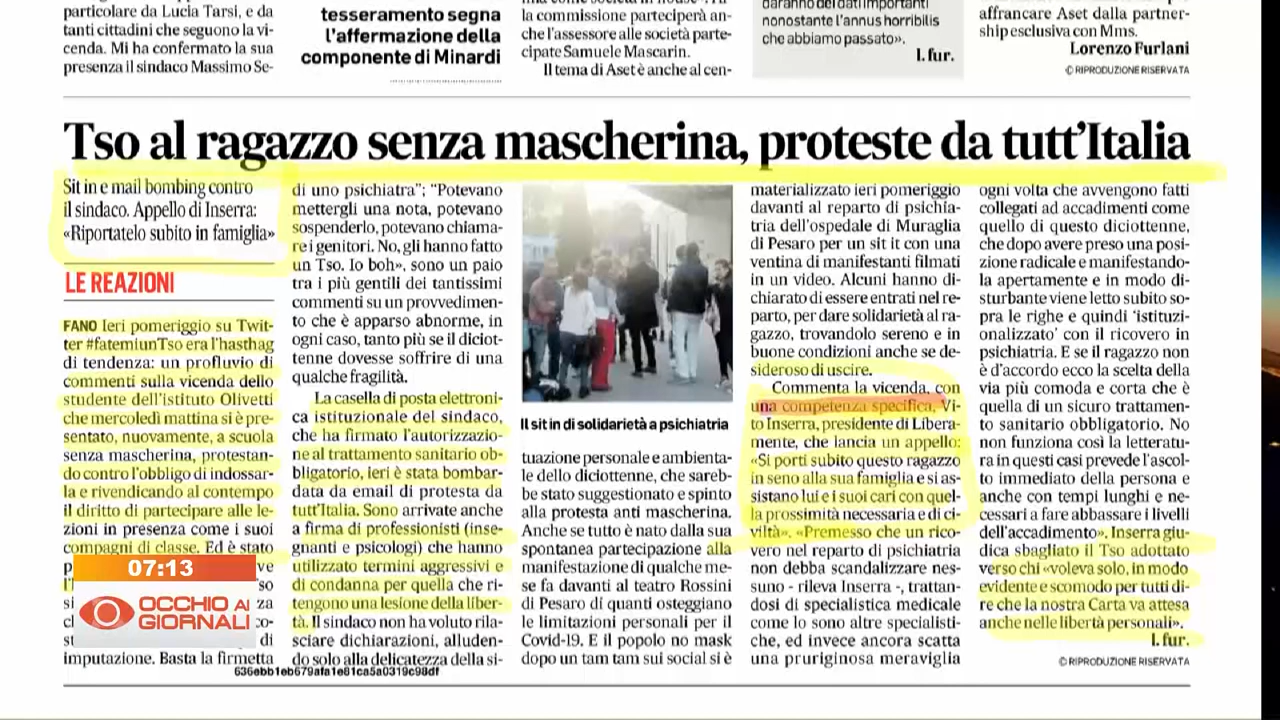 particolare da Lucia Tarsi, e da
tanti cittadini che seguono la vi-
cenda. Mi ha confermato la sua
presenza il sindaco Massimo Se-
tesseramento segna
l'affermazione della
componente di Minardi
la commissione parteciperà an-
che l'assessore alle società parte-
cipate Samuele Mascarin.
Il tema di Aset è anche al cen-
nonostante l'annus horribilis
che abbiamo passato».
l. fur.
affrancare Aset dalla partner-
ship esclusiva con Mms.
Lorenzo Furlani
© RIPRODUZIONE RISERVATA
Tso al ragazzo senza mascherina, proteste da tutt'Italia
Sit in e mail bombing contro
il sindaco. Appello di Inserra:
«Riportatelo subito in famiglia»
LE REAZIONI
FANO Ieri pomeriggio su Twit-
ter #fatemiunTso era l'hasthag
di tendenza: un profluvio di
commenti sulla vicenda dello
studente dell'istituto Olivetti
che mercoledì mattina si è pre-
sentato, nuovamente, a scuola
senza mascherina, protestan-
do contro l'obbligo di indossar-
la e rivendicando al contempo
il diritto di partecipare alle le-
zioni in presenza come i suoi
compagni di classe. Ed è stato
07:13
OCCHIO AI
GIORNALI
imputazione. Basta la firmetta
di uno psichiatra"; "Potevano
mettergli una nota, potevano
sospenderlo, potevano chiama-
re i genitori. No, gli hanno fatto
un Tso. Io boh», sono un paio
tra i più gentili dei tantissimi
commenti su un provvedimen-
to che è apparso abnorme, in
ogni caso, tanto più se il diciot-
tenne dovesse soffrire di una
qualche fragilità.
La casella di posta elettroni-
ca istituzionale del sindaco,
che ha firmato l'autorizzazio-
ne al trattamento sanitario ob-
bligatorio, ieri è stata bombar-
data da email di protesta da
tutt'Italia. Sono arrivate anche
a firma di professionisti (inse-
gnanti e psicologi) che hanno
utilizzato termini aggressivi e
di condanna per quella che ri-
tengono una lesione della liber-
tà. Il sindaco non ha voluto rila-
sciare dichiarazioni, alluden-
do solo alla delicatezza della si-
636ebb1eb679afa1e81ca5a0319c98df
Il sit in di solidarietà a psichiatria
tuazione personale e ambienta-
le dello diciottenne, che sareb-
be stato suggestionato e spinto
alla protesta anti mascherina.
Anche se tutto è nato dalla sua
spontanea partecipazione alla
manifestazione di qualche me-
se fa davanti al teatro Rossini
di Pesaro di quanti osteggiano
le limitazioni personali per il
Covid-19. E il popolo no mask
dopo un tam tam sui social si è
materializzato ieri pomeriggio
davanti al reparto di psichia-
tria dell'ospedale di Muraglia
di Pesaro per un sit it con una
ventina di manifestanti filmati
in un video. Alcuni hanno di-
chiarato di essere entrati nel re-
parto, per dare solidarietà al ra-
gazzo, trovandolo sereno e in
buone condizioni anche se de-
sideroso di uscire.
Commenta la vicenda, con
una competenza specifica, Vi-
to Inserra, presidente di Libera-
mente, che lancia un appello:
«Si porti subito questo ragazzo
in seno alla sua famiglia e si as-
sistano lui e i suoi cari con quel-
la prossimità necessaria e di ci-
viltà». «Premesso che un rico-
vero nel reparto di psichiatria
non debba scandalizzare nes-
suno - rileva Inserra -, trattan-
dosi di specialistica medicale
come lo sono altre specialisti-
che, ed invece ancora scatta
una pruriginosa meraviglia
ogni volta che avvengono fatti
collegati ad accadimenti come
quello di questo diciottenne,
che dopo avere preso una posi-
zione radicale e manifestando-
la apertamente e in modo di-
sturbante viene letto subito so-
pra le righe e quindi 'istituzi-
onalizzato' con il ricovero in
psichiatria. E se il ragazzo non
è d'accordo ecco la scelta della
via più comoda e corta che è
quella di un sicuro trattamen-
to sanitario obbligatorio. No
non funziona così la letteratu-
ra in questi casi prevede l'ascol-
to immediato della persona e
anche con tempi lunghi e ne-
cessari a fare abbassare i livelli
dell'accadimento». Inserra giu-
dica sbagliato il Tso adottato
verso chi «voleva solo, in modo
evidente e scomodo per tutti di-
re che la nostra Carta va attesa
anche nelle libertà personali».
l. fur.
© RIPRODUZIONE RISERVATA